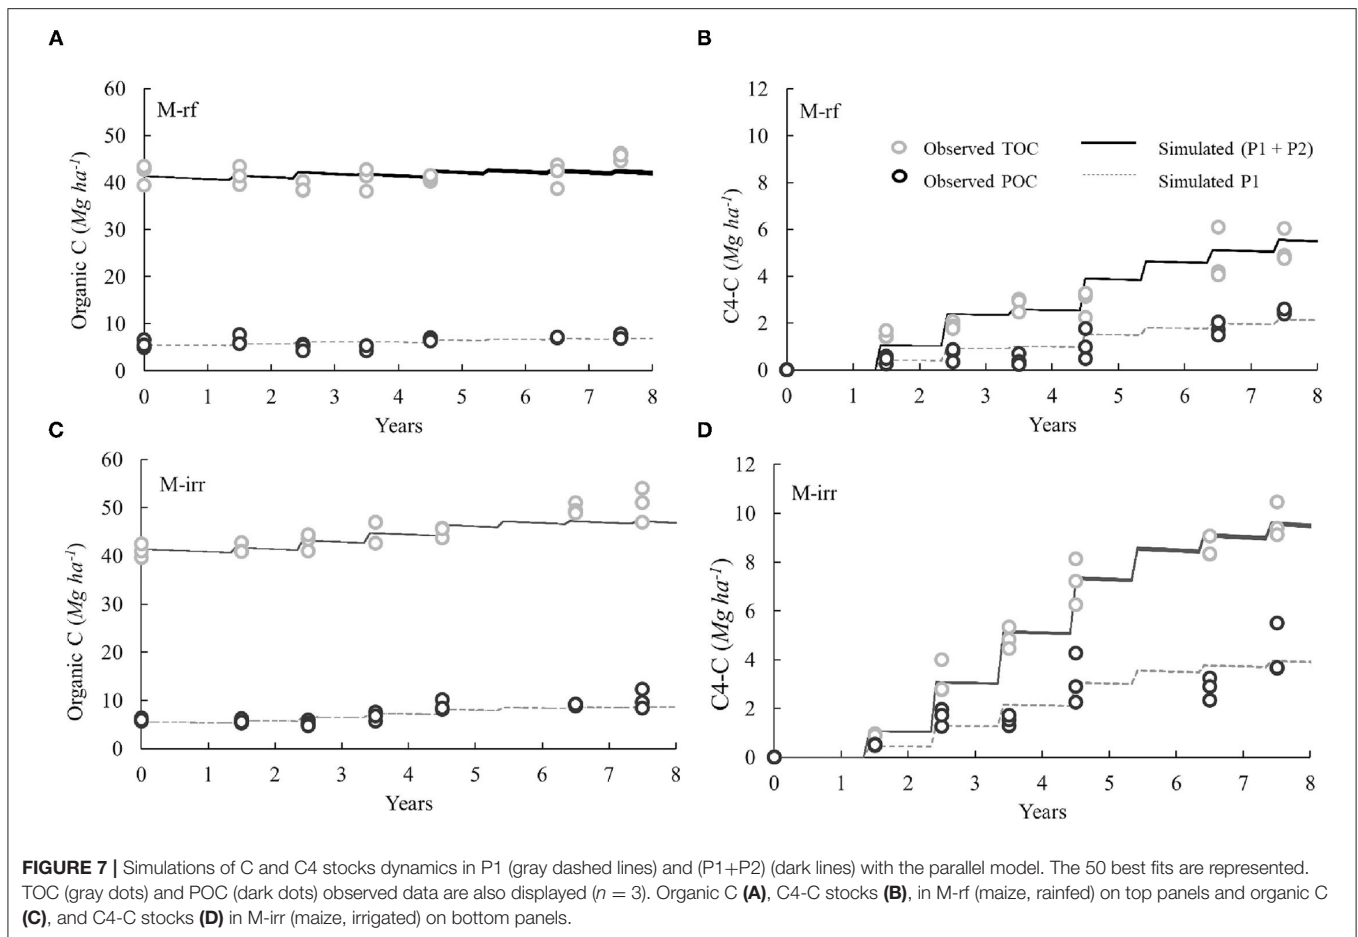 A
M-rf
Organic C (Mg ha-1)
60
50
40
30
20
10
0
0 1 2 3 4 5 6 7 8
Years
B
M-rf
C4-C (Mg ha-1)
12
10
8
6
4
2
0
0 1 2 3 4 5 6 7 8
Years
Observed TOC
Simulated (P1 + P2)
Observed POC
Simulated P1
C
M-irr
Organic C (Mg ha-1)
60
50
40
30
20
10
0
0 1 2 3 4 5 6 7 8
Years
D
M-irr
C4-C (Mg ha-1)
12
10
8
6
4
2
0
0 1 2 3 4 5 6 7 8
Years
FIGURE 7 | Simulations of C and C4 stocks dynamics in P1 (gray dashed lines) and (P1+P2) (dark lines) with the parallel model. The 50 best fits are represented.
TOC (gray dots) and POC (dark dots) observed data are also displayed (n = 3). Organic C (A), C4-C stocks (B), in M-rf (maize, rainfed) on top panels and organic C
(C), and C4-C stocks (D) in M-irr (maize, irrigated) on bottom panels.